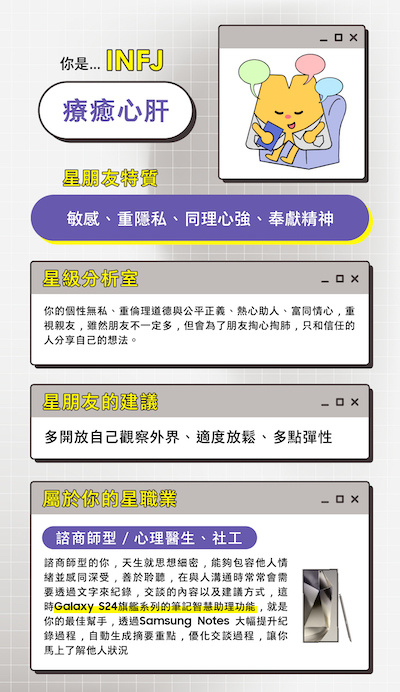 你是... INFJ
療癒心肝
星朋友特質
敏感、重隱私、同理心強、奉獻精神
星級分析室
你的個性無私、重倫理道德與公平正義、熱心助人、富同情心，重
視親友，雖然朋友不一定多，但會為了朋友掏心掏肺，只和信任的
人分享自己的想法。
星朋友的建議
多開放自己觀察外界、適度放鬆、多點彈性
屬於你的星職業
諮商師型 / 心理醫生、社工
諮商師型的你，天生就思想細密，能夠包容他人情
緒並感同深受，善於聆聽，在與人溝通時常常會需
要透過文字來紀錄，交談的內容以及建議方式，這
時Galaxy S24旗艦系列的筆記智慧助理功能，就是
你的最佳幫手，透過Samsung Notes 大幅提升紀
錄過程，自動生成摘要重點，優化交談過程，讓你
馬上了解他人狀況